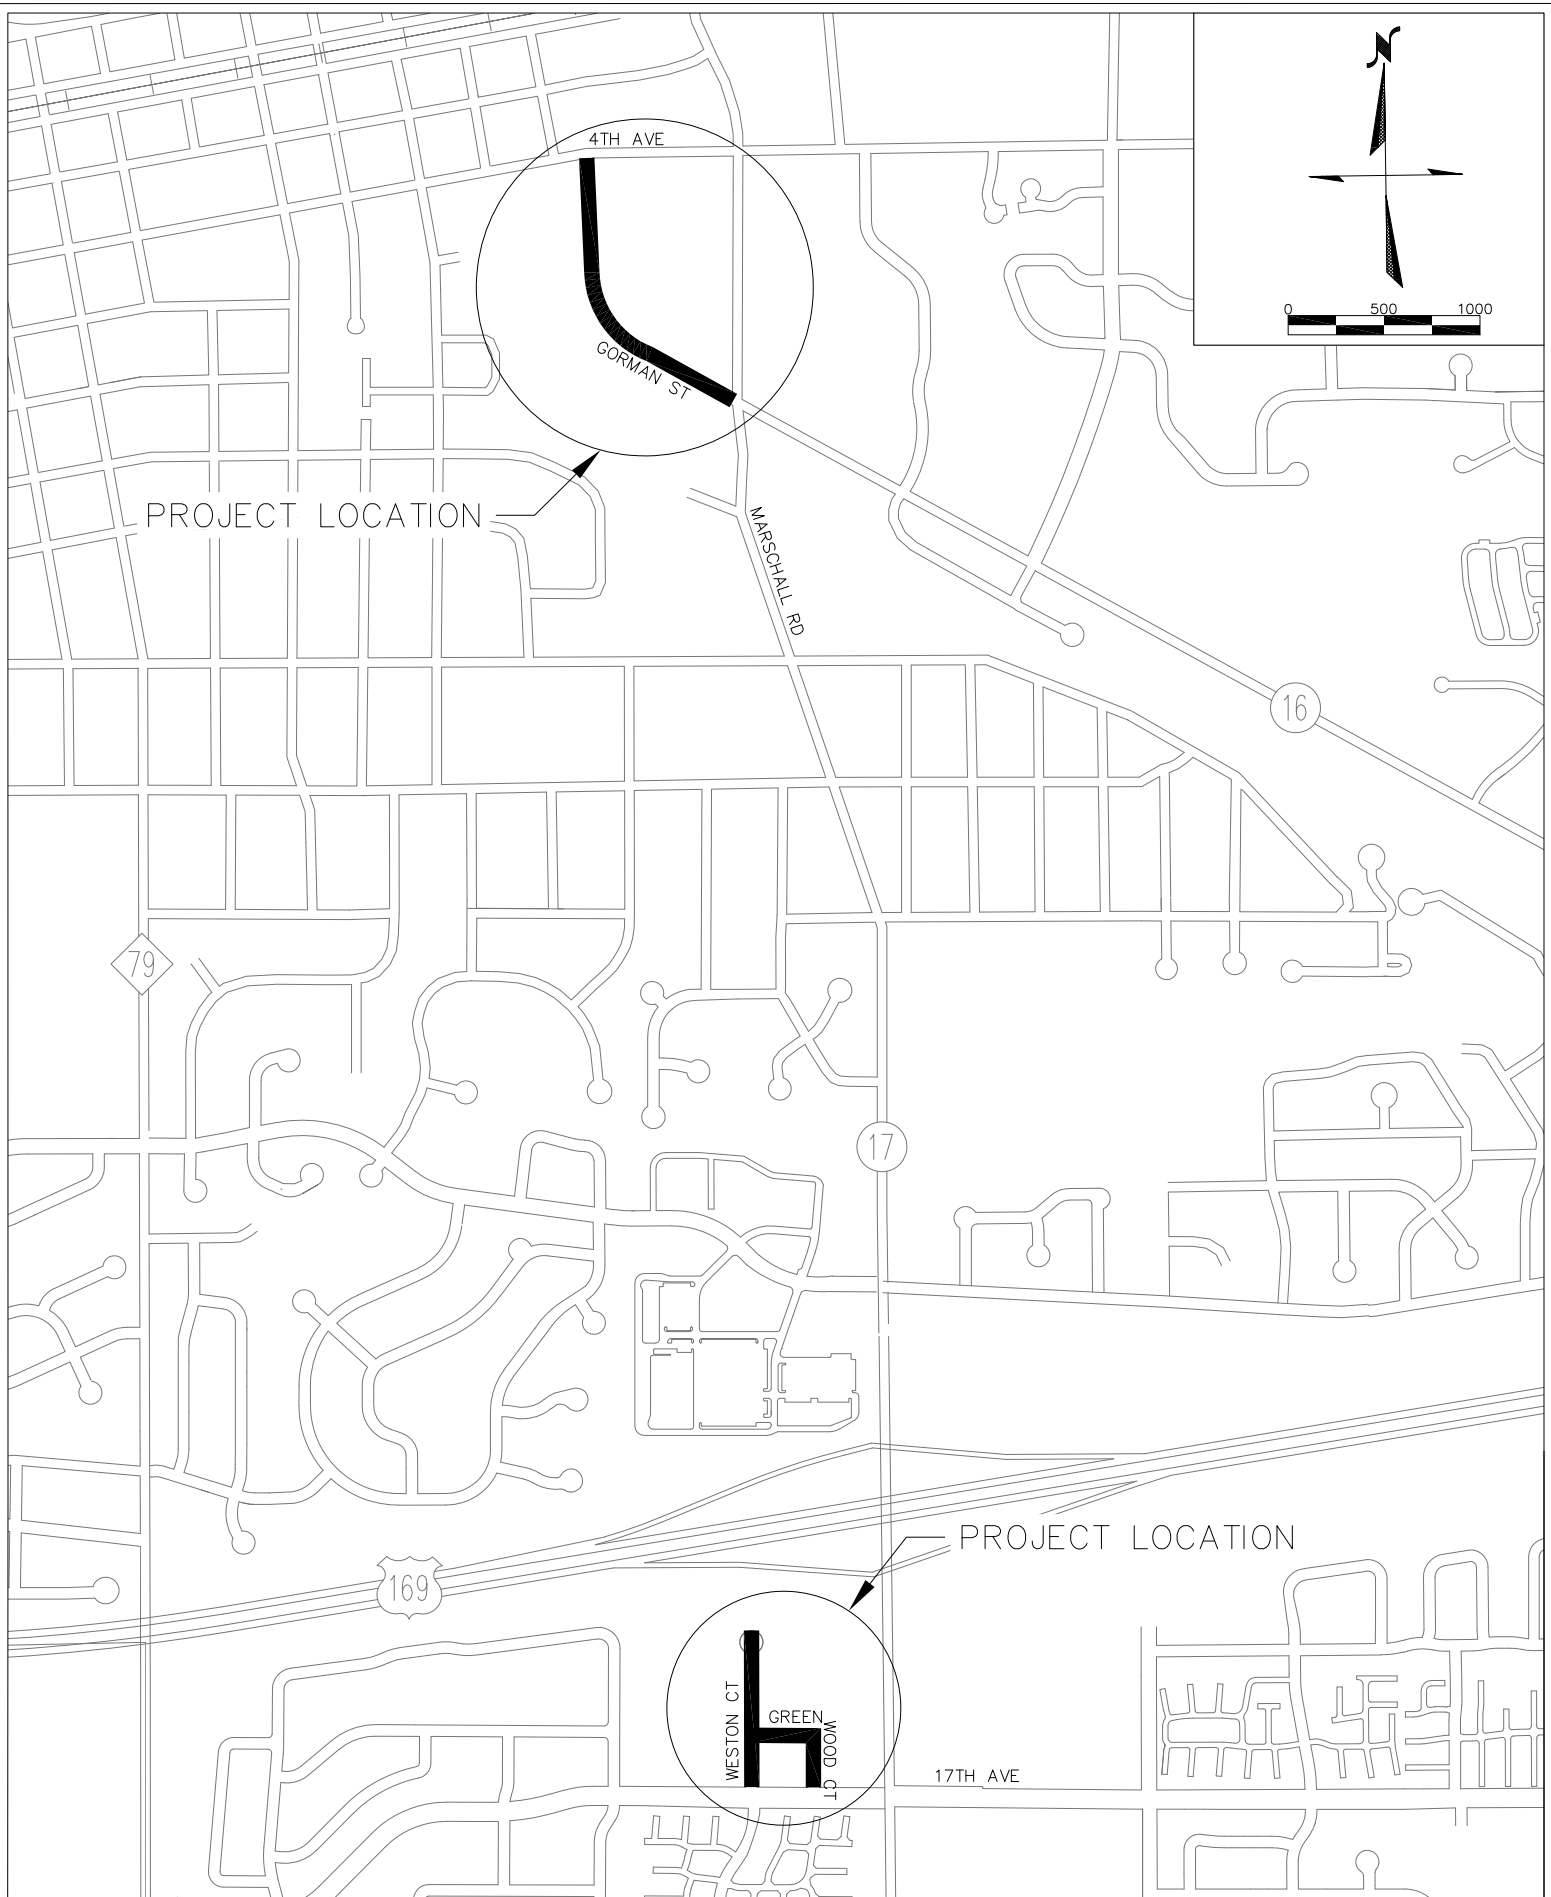 N
4TH AVE
0 500 1000
GORMAN ST
PROJECT LOCATION
MARSCHALL RD
16
79
17
PROJECT LOCATION
169
WESTON CT
GREEN
WOOD CT
17TH AVE